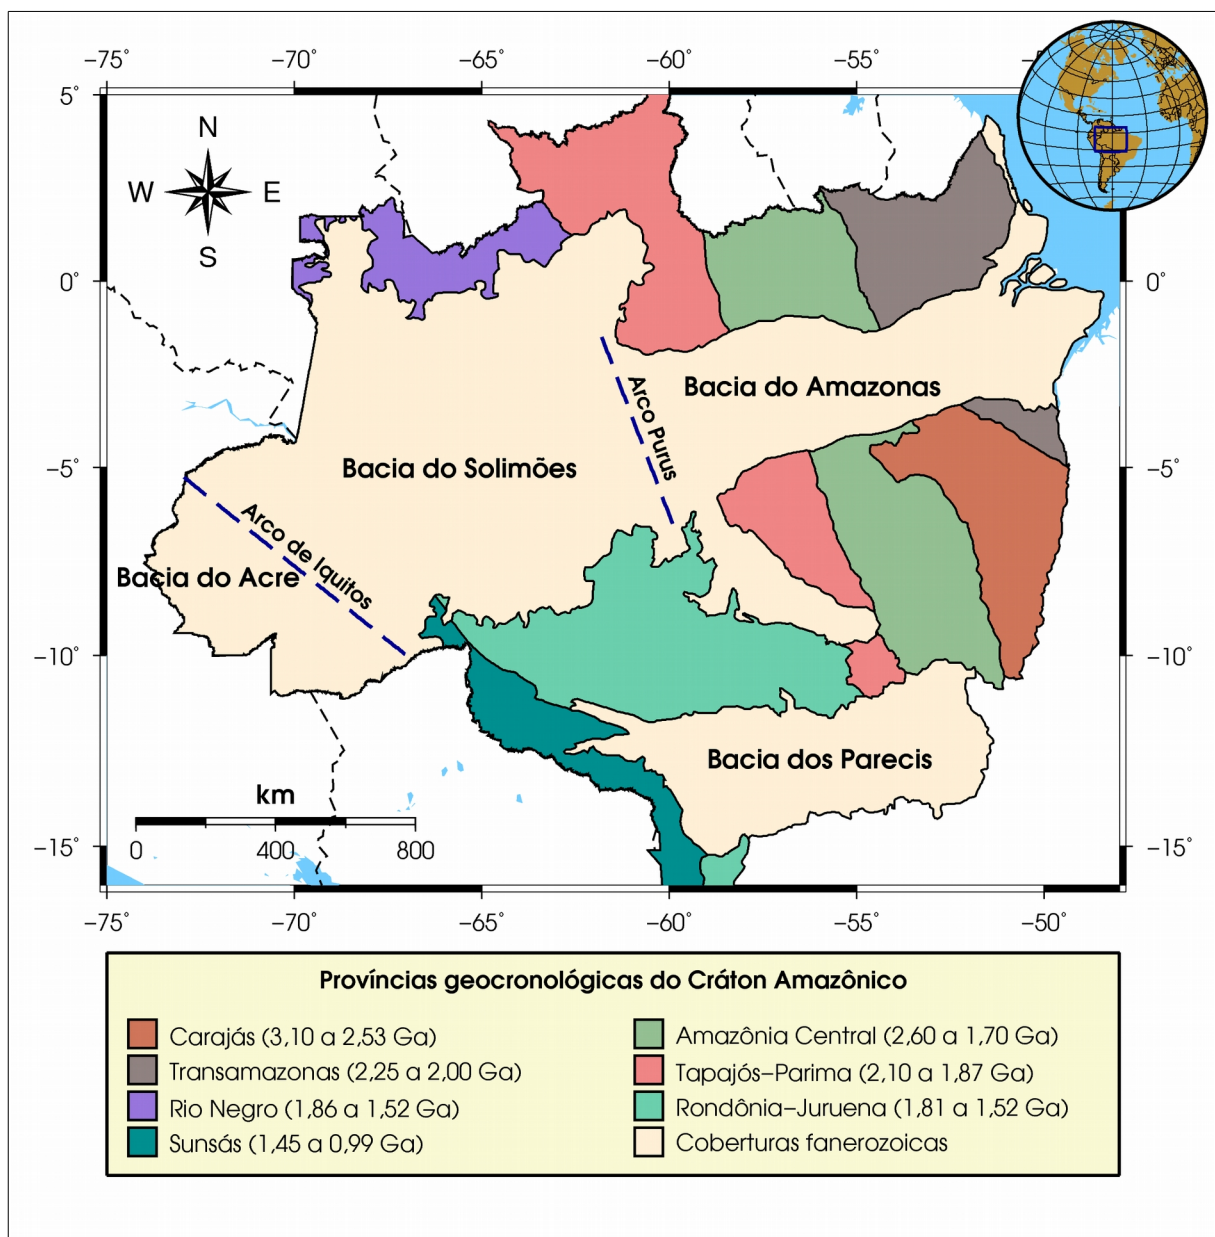 −75° −70° −65° −60° −55°
5°
0°
−5°
−10°
−15°
0°
−5°
−10°
−15°
N
W E
S
Bacia do Amazonas
Arco Purus
Bacia do Solimões
Arco de Iquitos
Bacia do Acre
Bacia dos Parecis
km
0 400 800
−75° −70° −65° −60° −55° −50°
Províncias geocronológicas do Cráton Amazônico
Carajás (3,10 a 2,53 Ga)
Transamazonas (2,25 a 2,00 Ga)
Rio Negro (1,86 a 1,52 Ga)
Sunsás (1,45 a 0,99 Ga)
Amazônia Central (2,60 a 1,70 Ga)
Tapajós−Parima (2,10 a 1,87 Ga)
Rondônia−Juruena (1,81 a 1,52 Ga)
Coberturas fanerozoicas